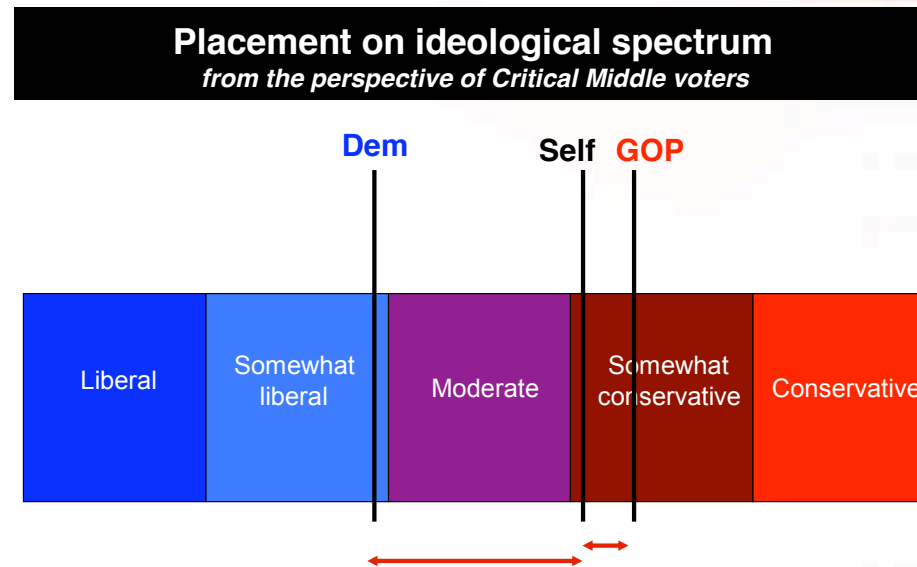 Placement on ideological spectrum
from the perspective of Critical Middle voters
Dem
Self
GOP
Liberal
Somewhat
liberal
Moderate
Somewhat
conservative
Conservative